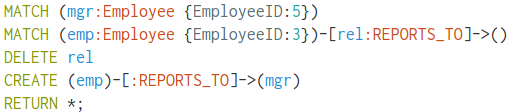 MATCH (mgr:Employee {EmployeeID:5})
MATCH (emp:Employee {EmployeeID:3})-[rel:REPORTS_TO]->()
DELETE rel
CREATE (emp)-[:REPORTS_TO]->(mgr)
RETURN *;